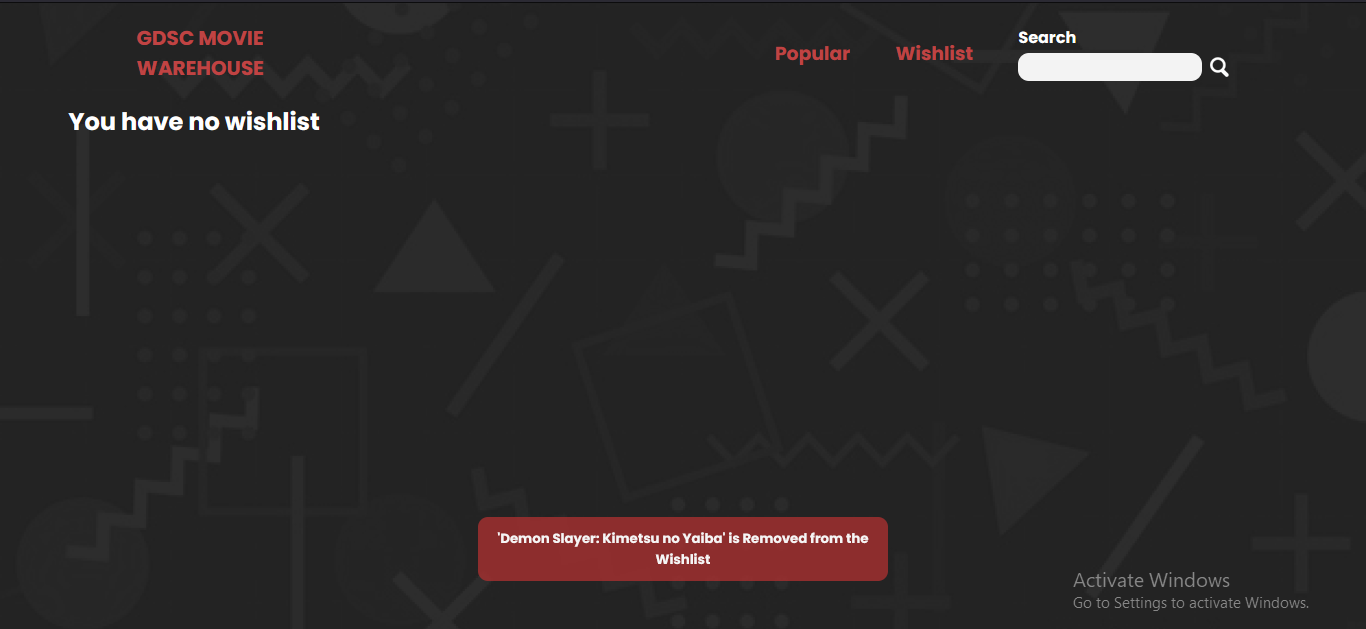 GDSC MOVIE
WAREHOUSE
Popular
Wishlist
Search
You have no wishlist
'Demon Slayer: Kimetsu no Yaiba' is Removed from the
Wishlist
Activate Windows
Go to Settings to activate Windows.